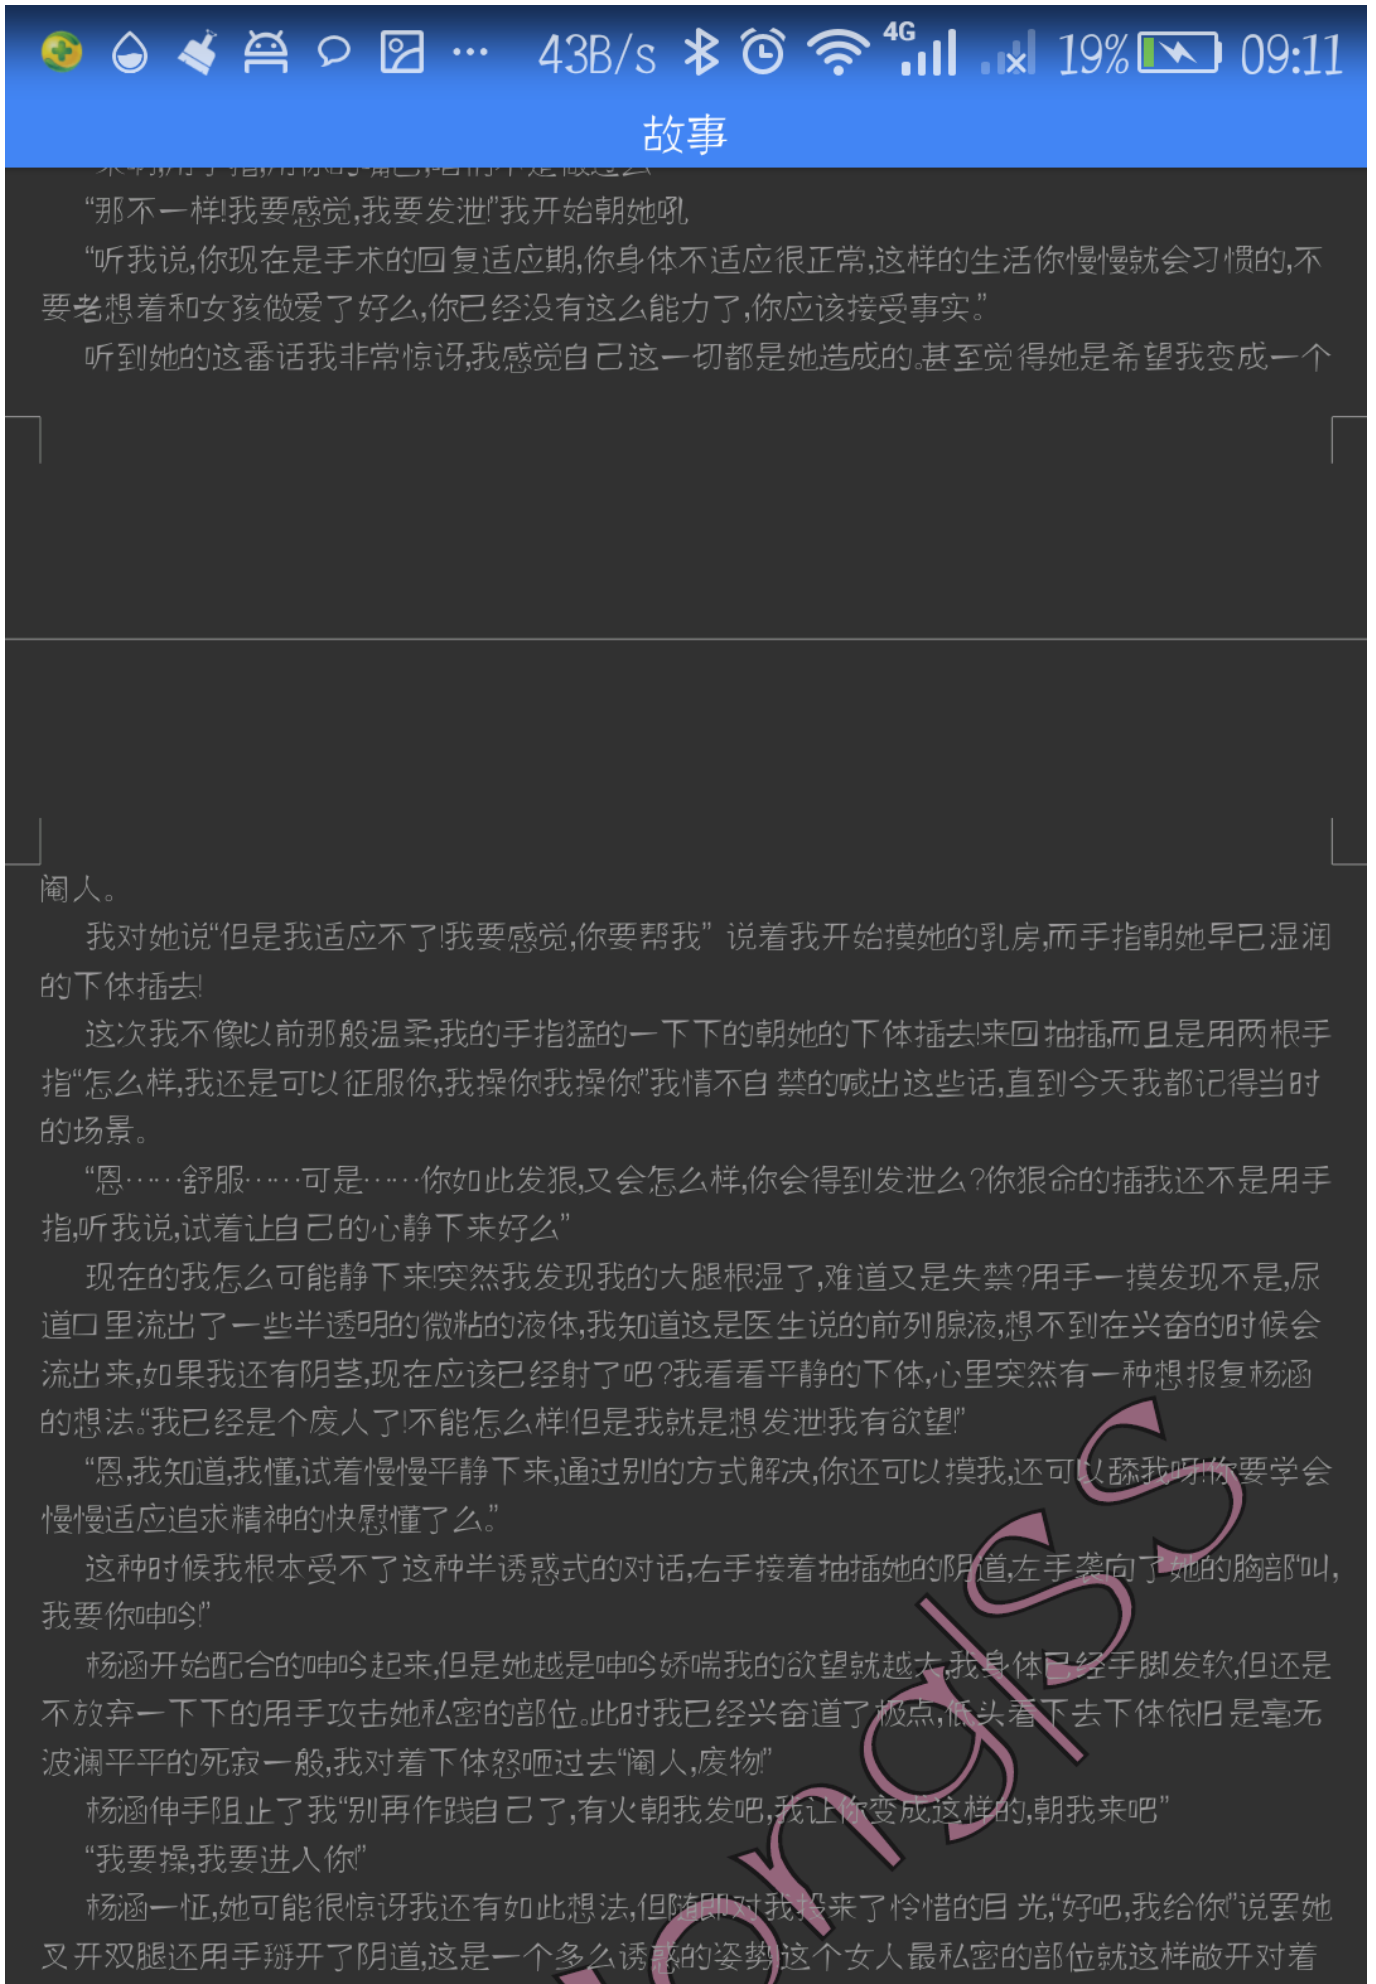 43B/s 4G 19% 09:11
故事
“那不一样!我要感觉,我要发泄!”我开始朝她吼
“听我说,你现在是手术的回复适应期,你身体不适应很正常,这样的生活你慢慢就会习惯的,不
要老想着和女孩做爱了好么,你已经没有这么能力了,你应该接受事实。”
听到她的这番话我非常惊讶,我感觉自己这一切都是她造成的。甚至觉得她是希望我变成一个
阉人。
我对她说“但是我适应不了!我要感觉,你要帮我” 说着我开始摸她的乳房,而手指朝她早已湿润
的下体插去!
这次我不像以前那般温柔,我的手指猛的一下下的朝她的下体插去!来回抽插,而且是用两根手
指“怎么样,我还是可以征服你,我操你!我操你!”我情不自禁的喊出这些话,直到今天我都记得当时
的场景。
“恩……舒服……可是……你如此发狠,又会怎么样,你会得到发泄么?你狠命的插我还不是用手
指,听我说,试着让自己的心静下来好么”
现在的我怎么可能静下来!突然我发现我的大腿根湿了,难道又是失禁?用手一摸发现不是,尿
道口里流出了一些半透明的微粘的液体,我知道这是医生说的前列腺液,想不到在兴奋的时候会
流出来,如果我还有阴茎,现在应该已经射了吧?我看看平静的下体,心里突然有一种想报复杨涵
的想法。“我已经是个废人了!不能怎么样!但是我就是想发泄!我有欲望!”
“恩,我知道,我懂,试着慢慢平静下来,通过别的方式解决,你还可以摸我,还可以舔我呀!你要学会
慢慢适应追求精神的快慰懂了么。”
这种时候我根本受不了这种半诱惑式的对话,右手接着抽插她的阴道,左手袭向了她的胸部“叫,
我要你呻吟!”
杨涵开始配合的呻吟起来,但是她越是呻吟娇喘我的欲望就越大,我身体已经手脚发软,但还是
不放弃一下下的用手攻击她私密的部位。此时我已经兴奋道了极点,低头看下去下体依旧是毫无
波澜平平的死寂一般,我对着下体怒砸过去“阉人,废物!”
杨涵伸手阻止了我“别再作践自己了,有火朝我发吧,我让你变成这样的,朝我来吧”
“我要操,我要进入你!”
杨涵一怔,她可能很惊讶我还有如此想法,但随即对我投来了怜惜的目光,“好吧,我给你!”说罢她
叉开双腿还用手掰开了阴道,这是一个多么诱惑的姿势,这个女人最私密的部位就这样敞开对着